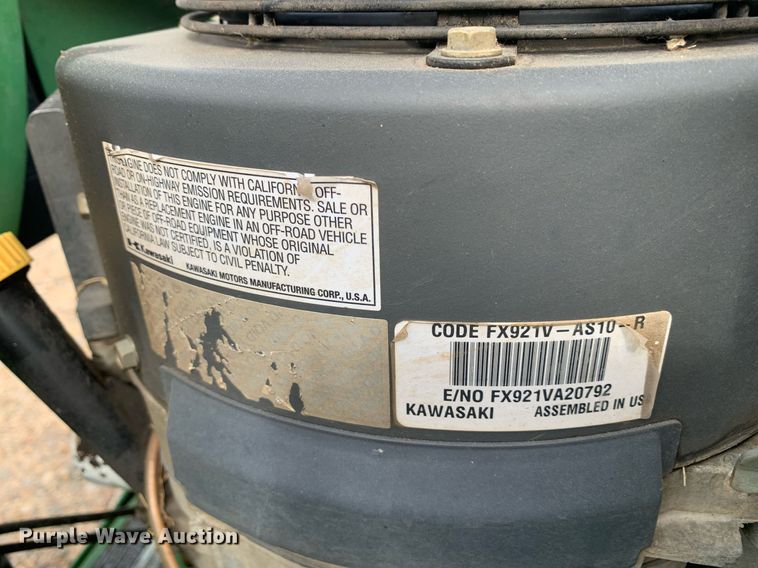 ENGINE DOES NOT COMPLY WITH CALIFORNIA OFF-
ROAD OR ON-HIGHWAY EMISSION REQUIREMENTS. SALE OR
INSTALLATION OF THIS ENGINE FOR ANY PURPOSE OTHER
THAN AS A REPLACEMENT ENGINE IN AN OFF-ROAD VEHICLE
OR PIECE OF OFF-ROAD EQUIPMENT WHOSE ORIGINAL
ENGINE WAS NOT CERTIFIED, IS A VIOLATION OF
CALIFORNIA LAW SUBJECT TO CIVIL PENALTY.
Kawasaki KAWASAKI MOTORS MANUFACTURING CORP., U.S.A.
CODE FX921V-AS10-R
E/NO FX921VA20792
KAWASAKI ASSEMBLED IN US
Purple Wave Auction